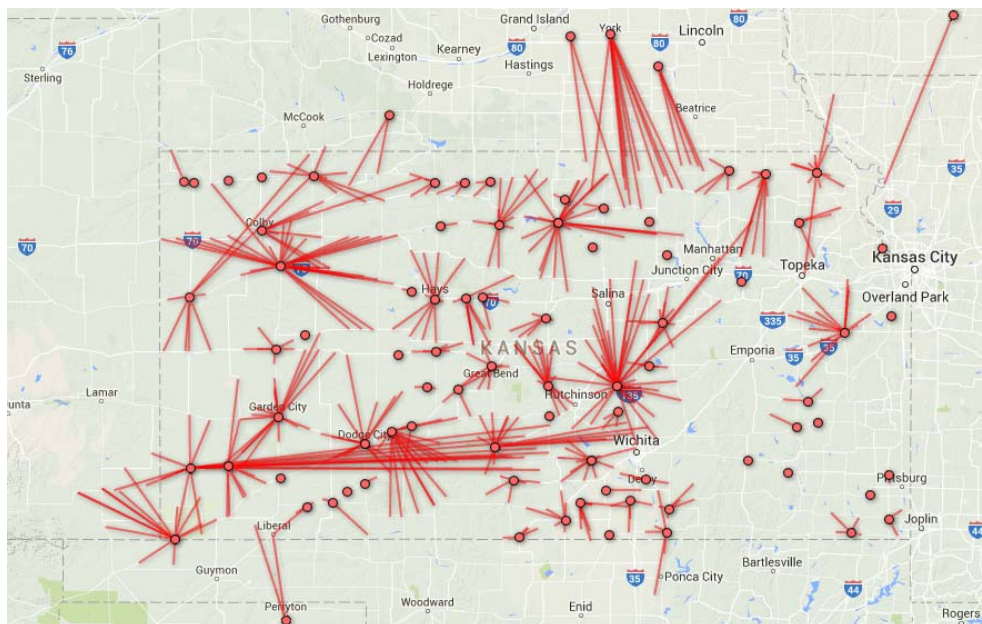 Gothenburg
Cozad
Lexington
Kearney
Grand Island
York
Lincoln
80
80
80
76
Sterling
Holdrege
Hastings
McCook
Beatrice
35
29
Colby
70
70
70
Manhattan
Junction City
70
Topeka
Kansas City
Overland Park
Hays
70
Salina
335
35
35
Emporia
KANSAS
Great Bend
Hutchinson
135
Lamar
Garden City
Dodge City
Wichita
Pittsburg
Liberal
Joplin
44
Guymon
35
Ponca City
Bartlesville
44
Perryton
Woodward
Enid
Rogers